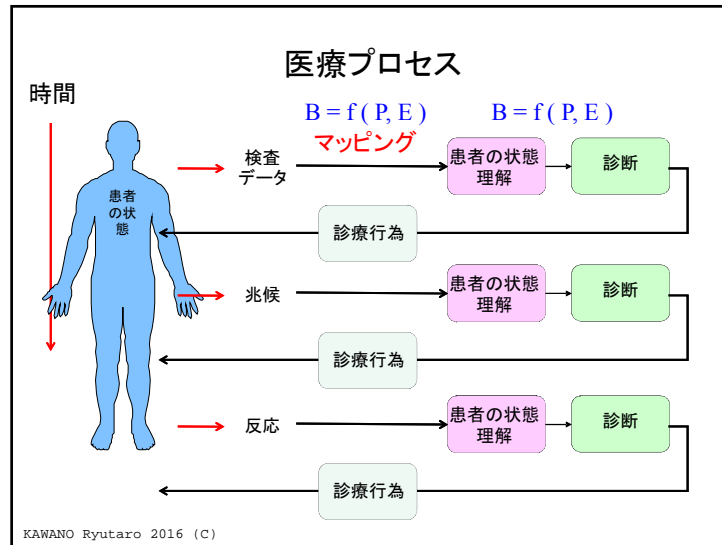 医療プロセス
時間
B = f ( P, E )
B = f ( P, E )
マッピング
患者
の状
態
検査
データ
患者の状態
理解
診断
診療行為
兆候
患者の状態
理解
診断
診療行為
反応
患者の状態
理解
診断
診療行為
KAWANO Ryutaro 2016 (C)